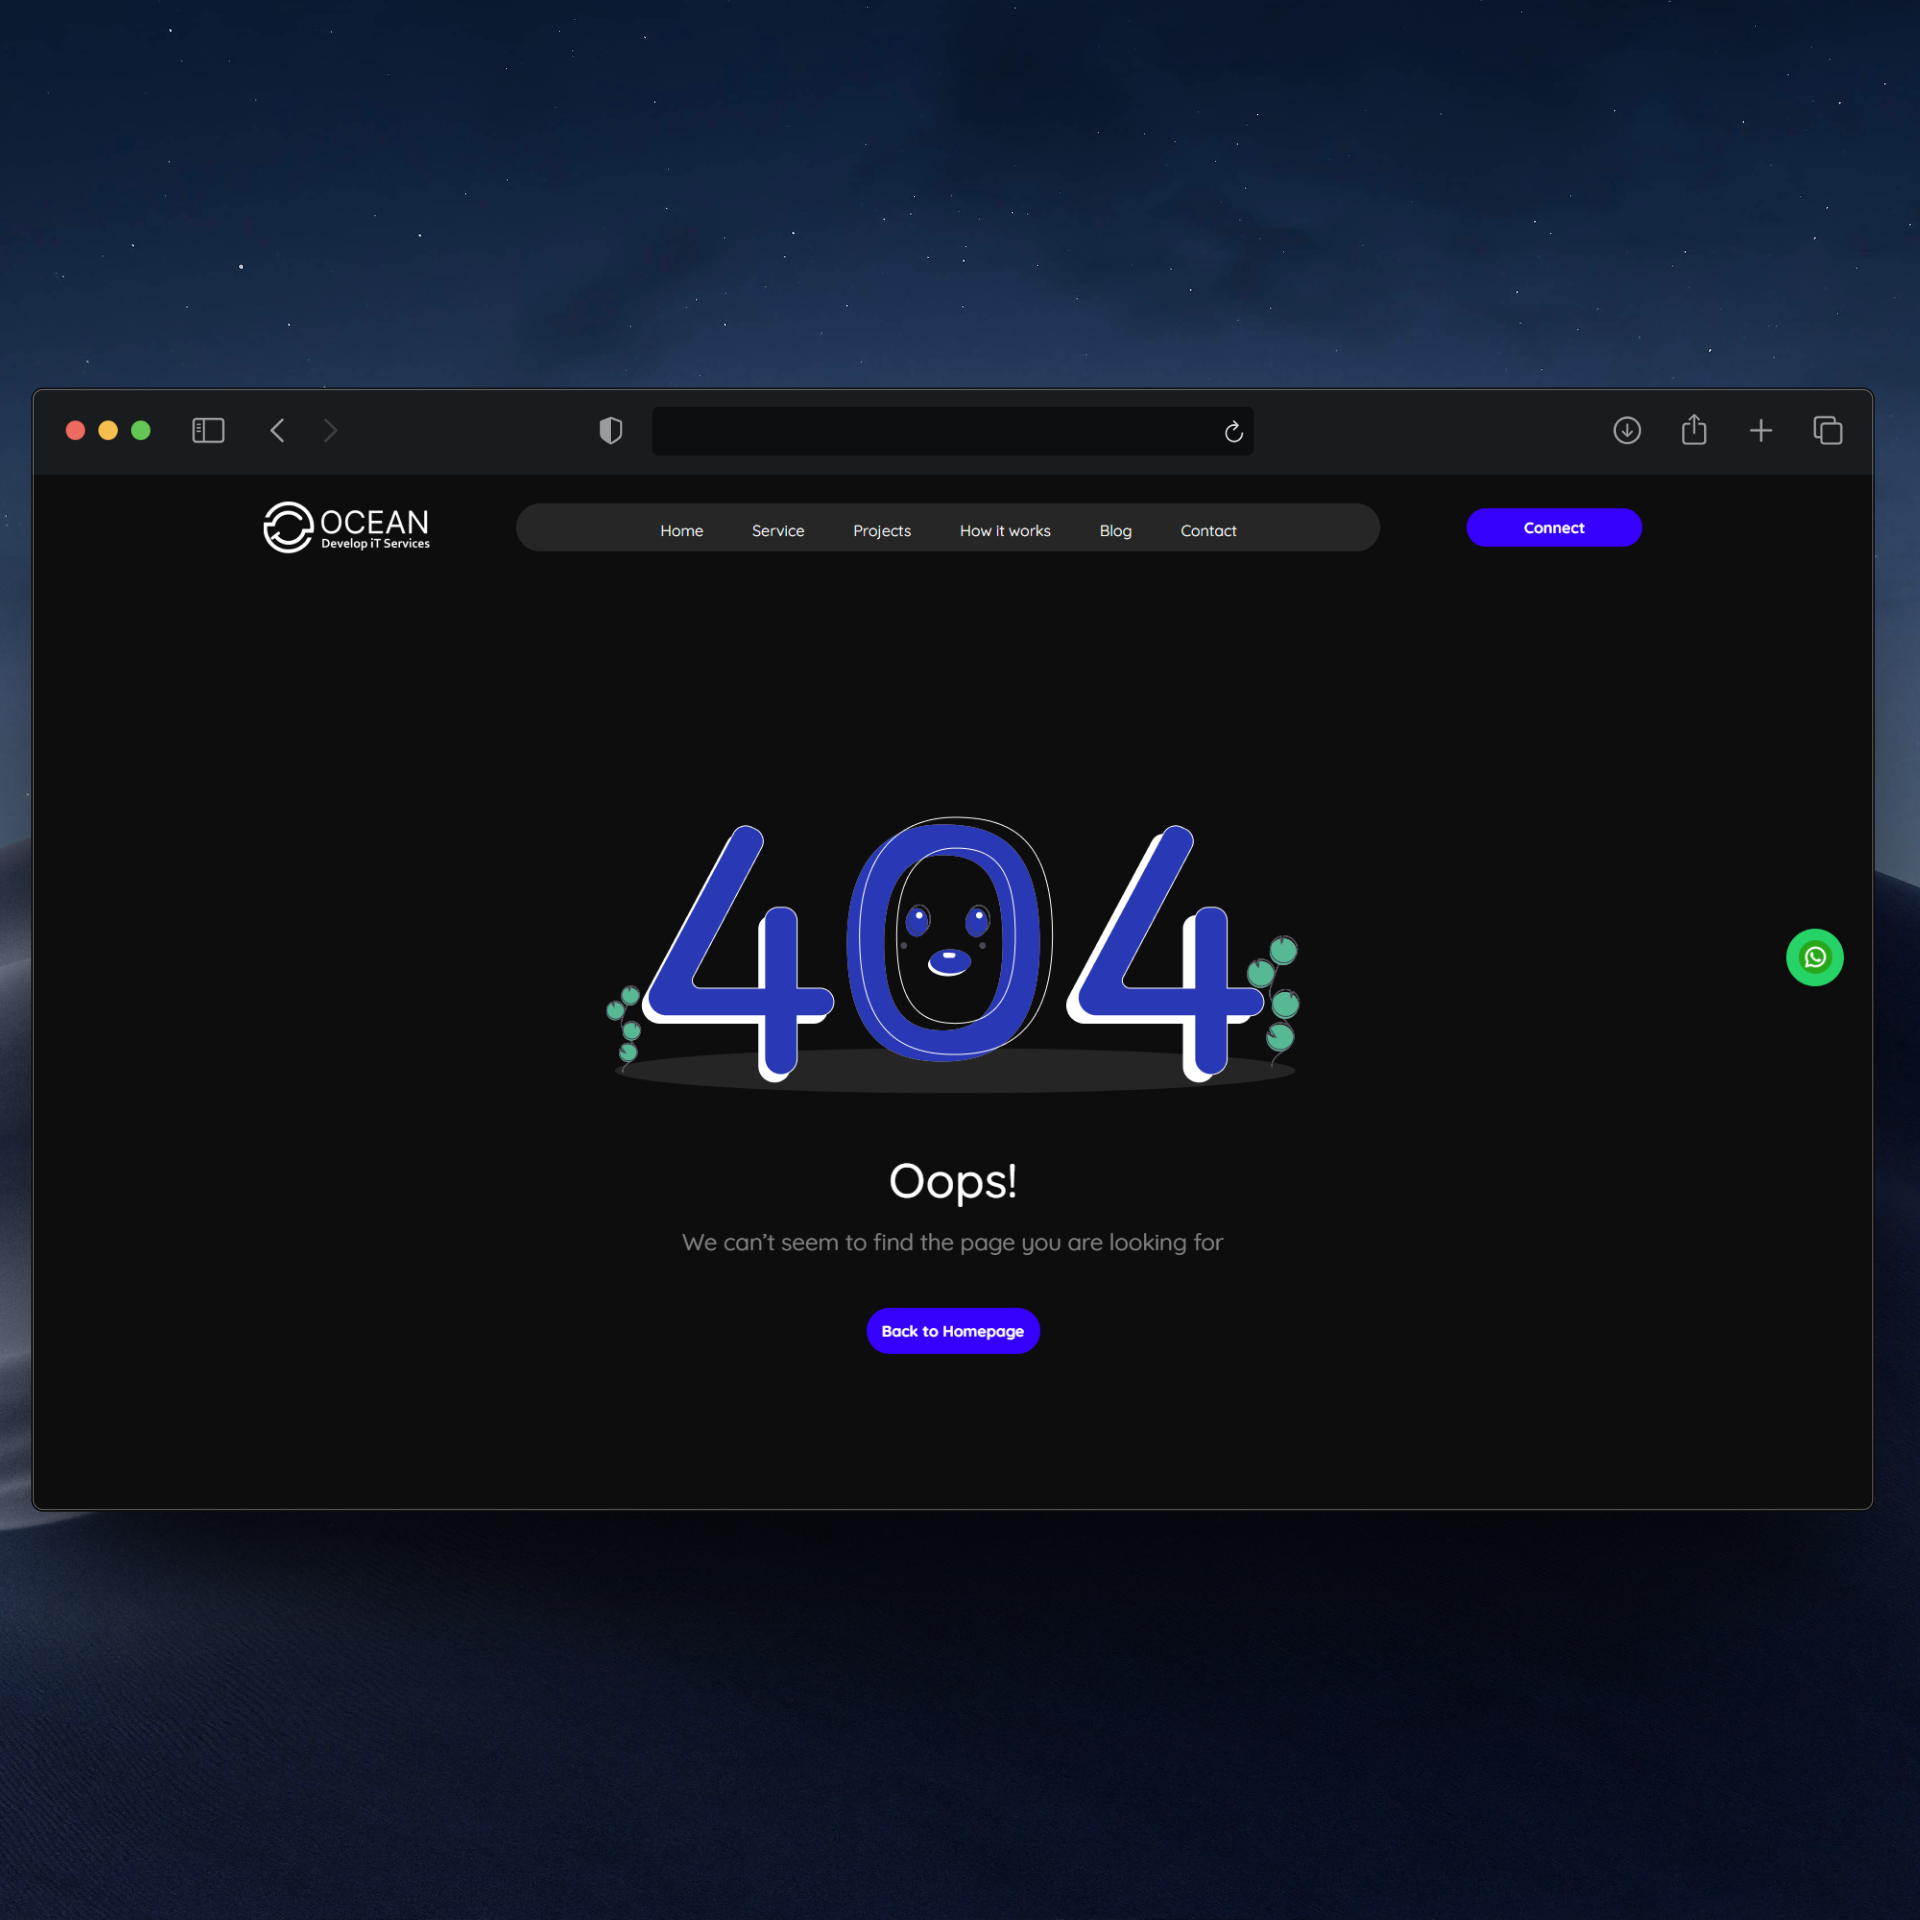 OCEAN
Develop iT Services
Home Service Projects How it works Blog Contact
Connect
404
Oops!
We can’t seem to find the page you are looking for
Back to Homepage